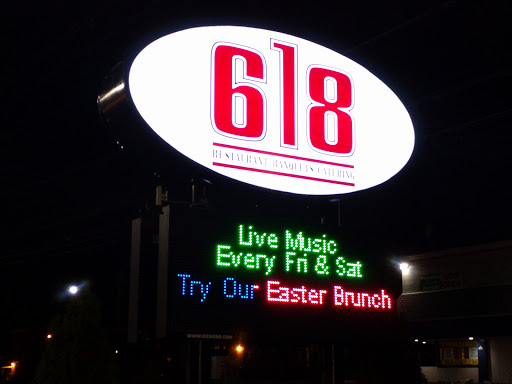 618
RESTAURANT BANQUETS CATERING
Live Music
Every Fri & Sat
Try Our Easter Brunch